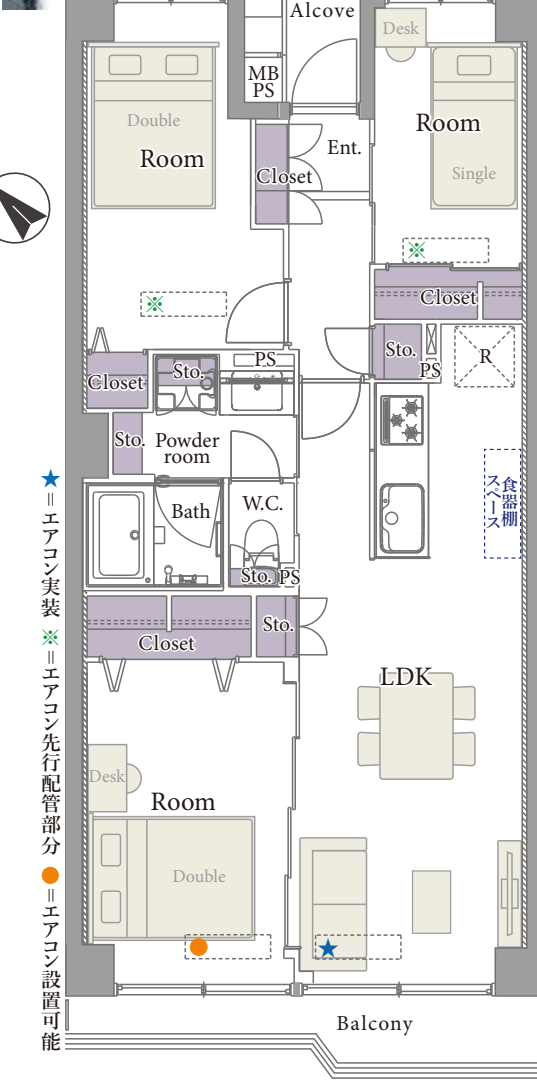 Alcove
Desk
MB
PS
Double
Room
Ent.
Room
Closet
Single
※
※
Closet
Sto.
PS
R
PS
Sto.
Closet
Sto.
Powder
room
食器棚
スペース
Bath
W.C.
Sto.
PS
Closet
Sto.
LDK
Desk
Room
Double
Balcony
★＝エアコン実装 ※＝エアコン先行配管部分 ●＝エアコン設置可能